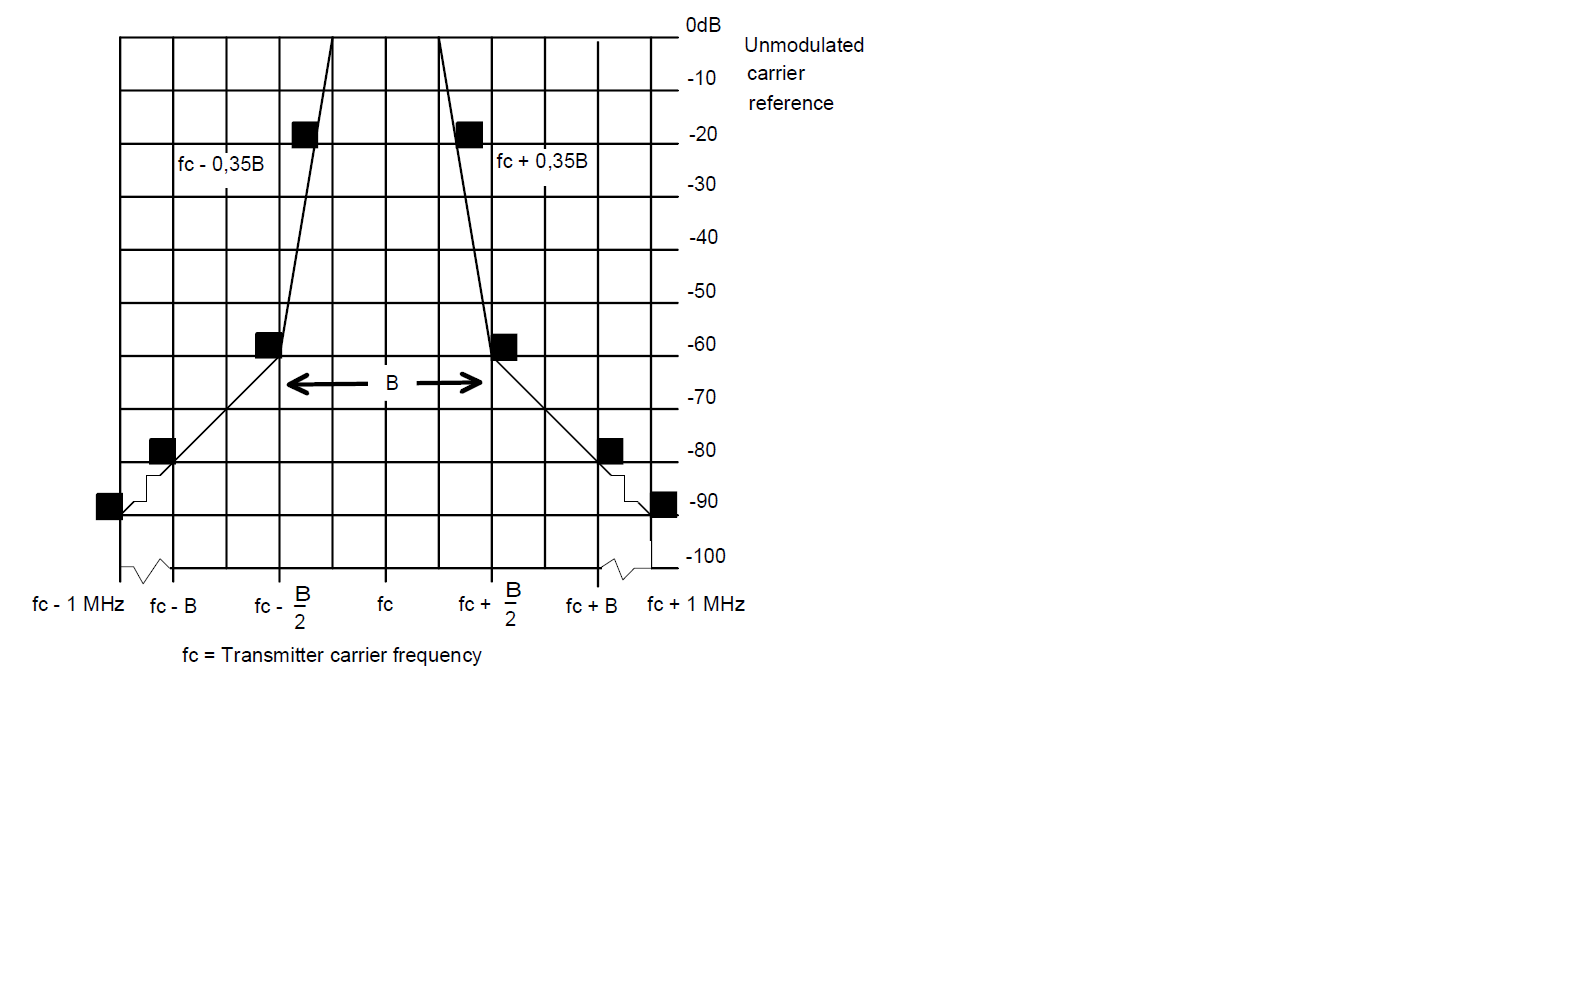 0dB
Unmodulated
carrier
reference
-10
-20
fc - 0,35B
fc + 0,35B
-30
-40
-50
-60
B
-70
-80
-90
-100
fc - 1 MHz
fc - B
fc - B/2
fc
fc + B/2
fc + B
fc + 1 MHz
fc = Transmitter carrier frequency